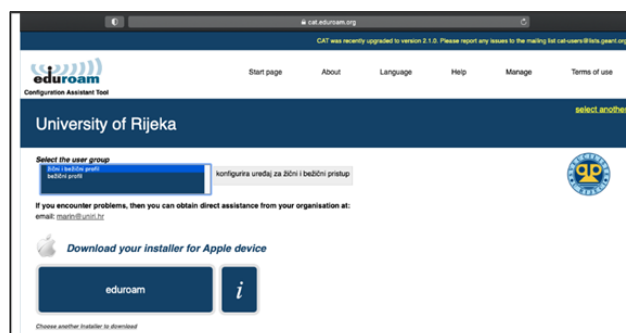 cat.eduroam.org
CAT was recently upgraded to version 2.1.0. Please report any issues to the mailing list cat-users@lists.geant.org
eduroam
Configuration Assistant Tool
Start page About Language Help Manage Terms of use
select another
University of Rijeka
Select the user group
žični i bežični profil
bežični profil
konfigurira uređaj za žični i bežični pristup
If you encounter problems, then you can obtain direct assistance from your organisation at:
email: marin@uniri.hr
Download your installer for Apple device
eduroam
i
Choose another installer to download